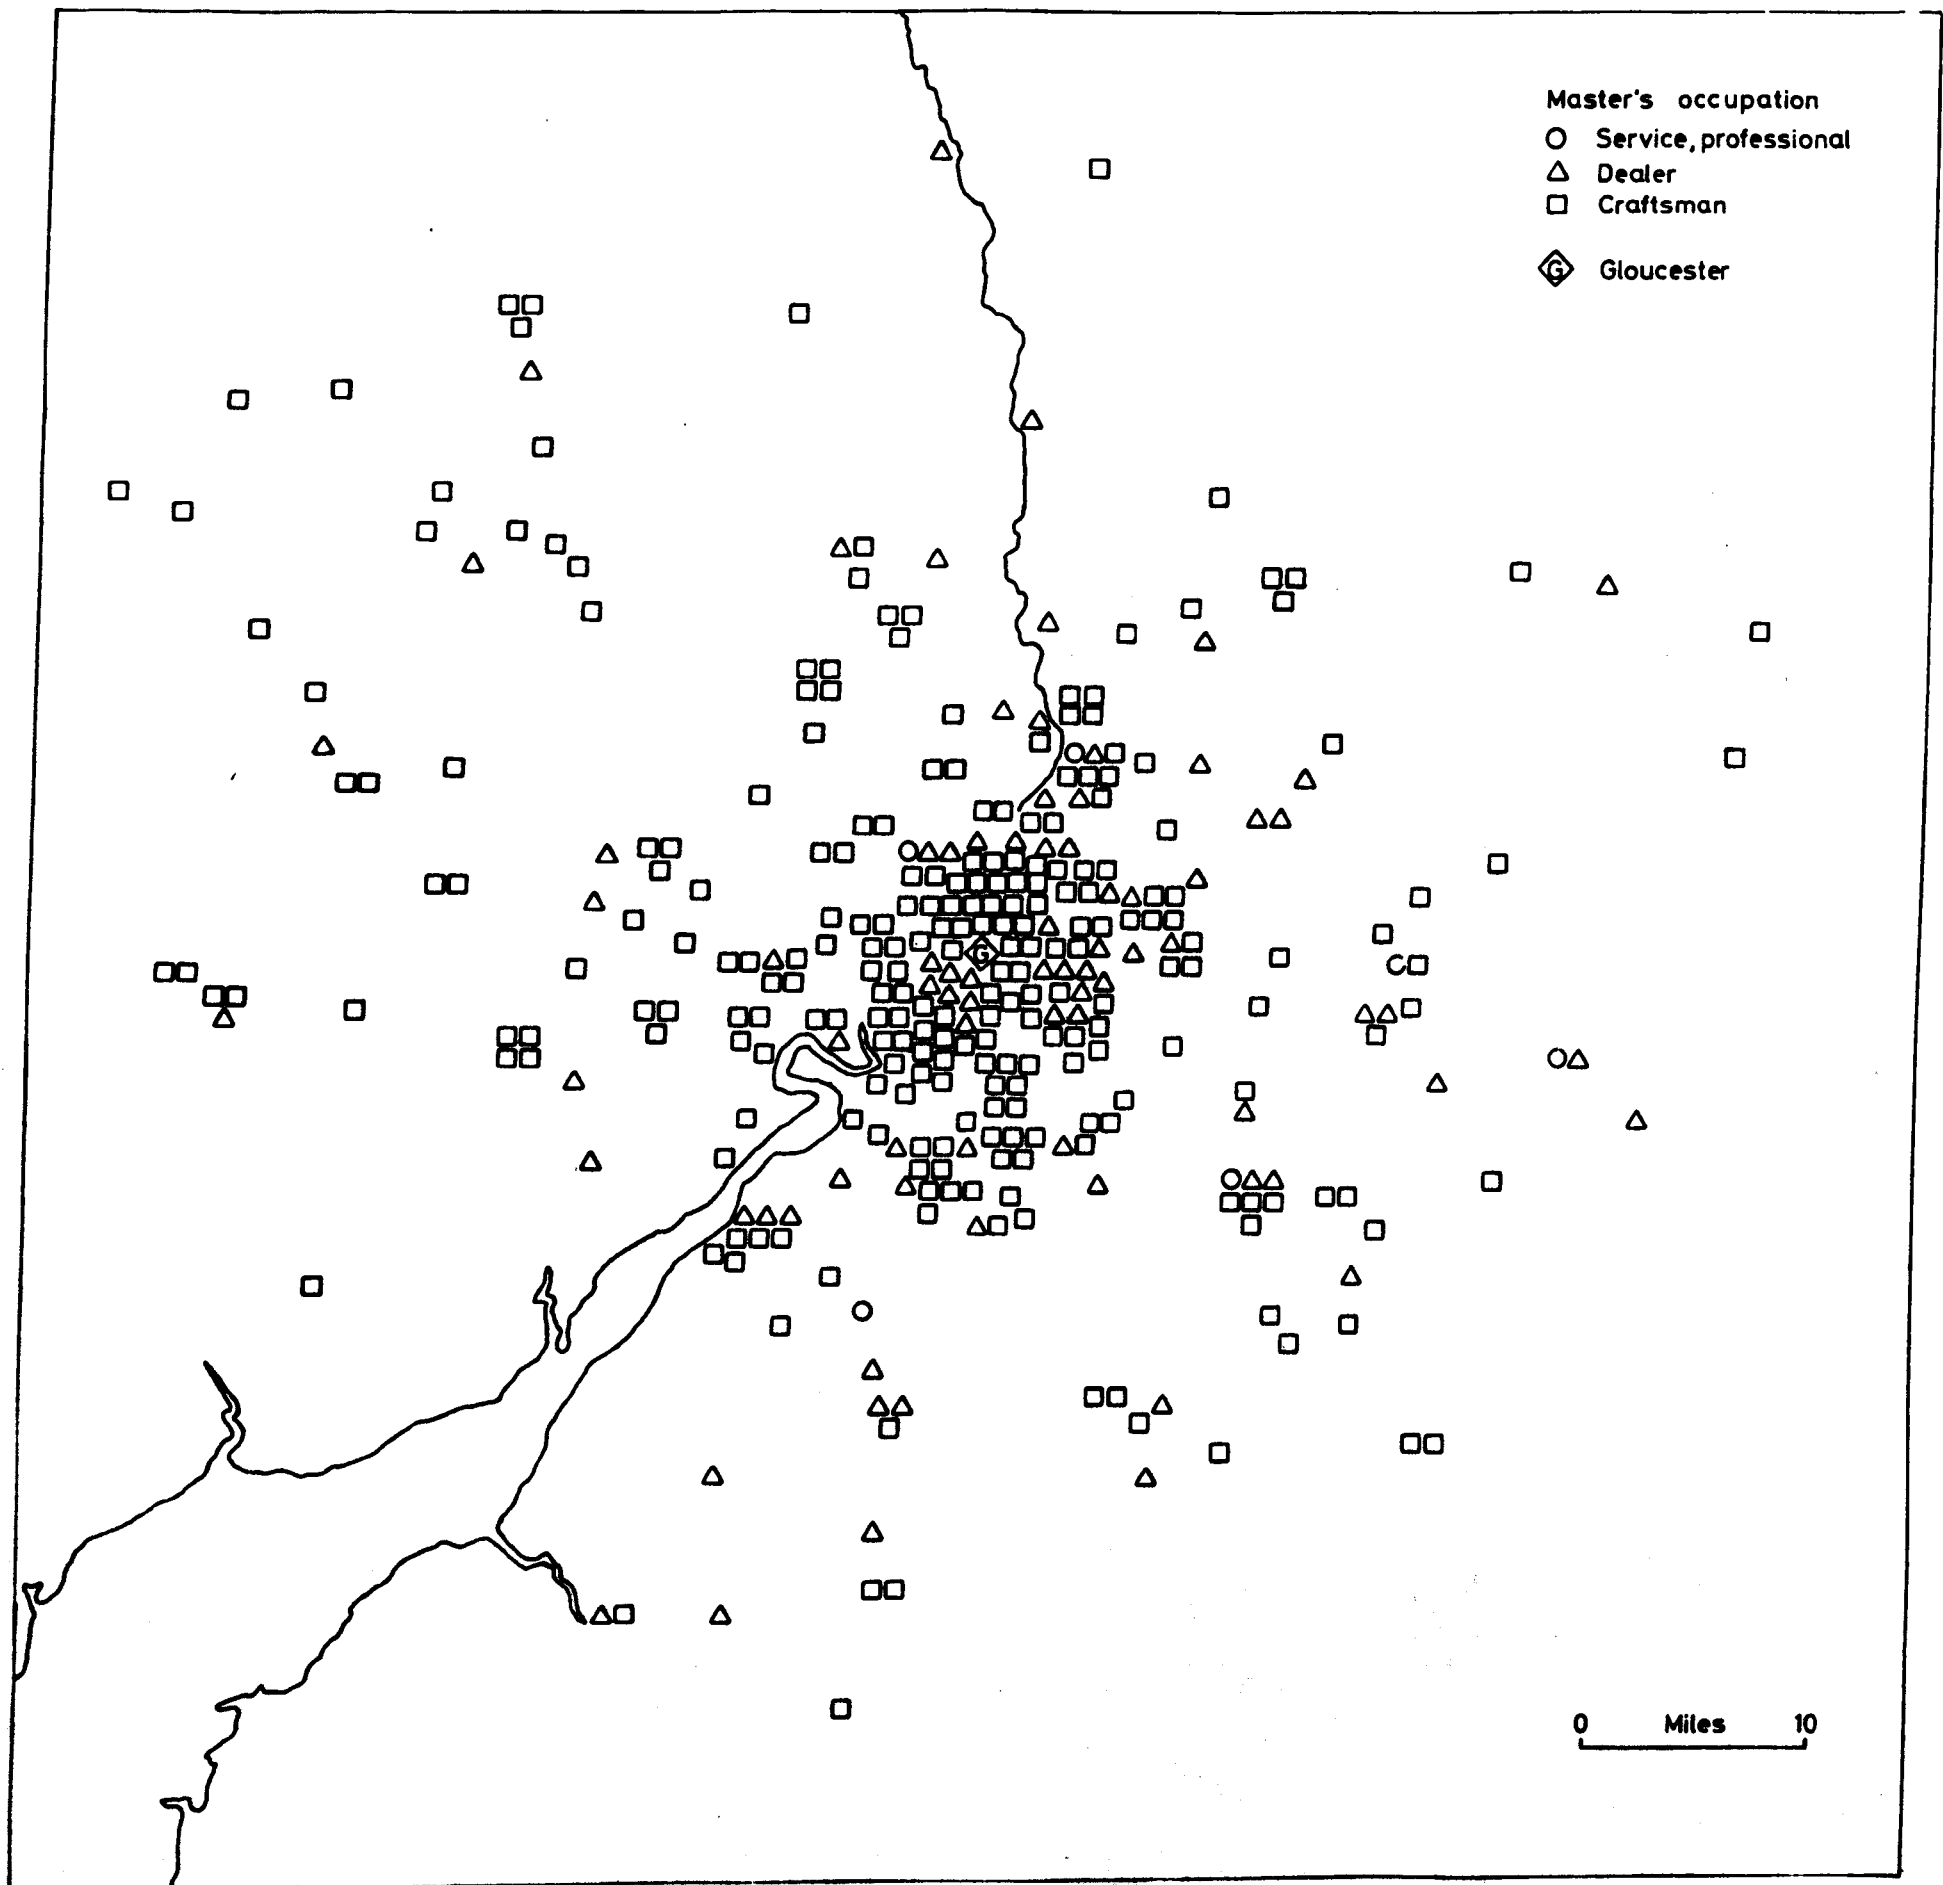 Master's occupation
Service, professional
Dealer
Craftsman
G Gloucester
G
0 Miles 10